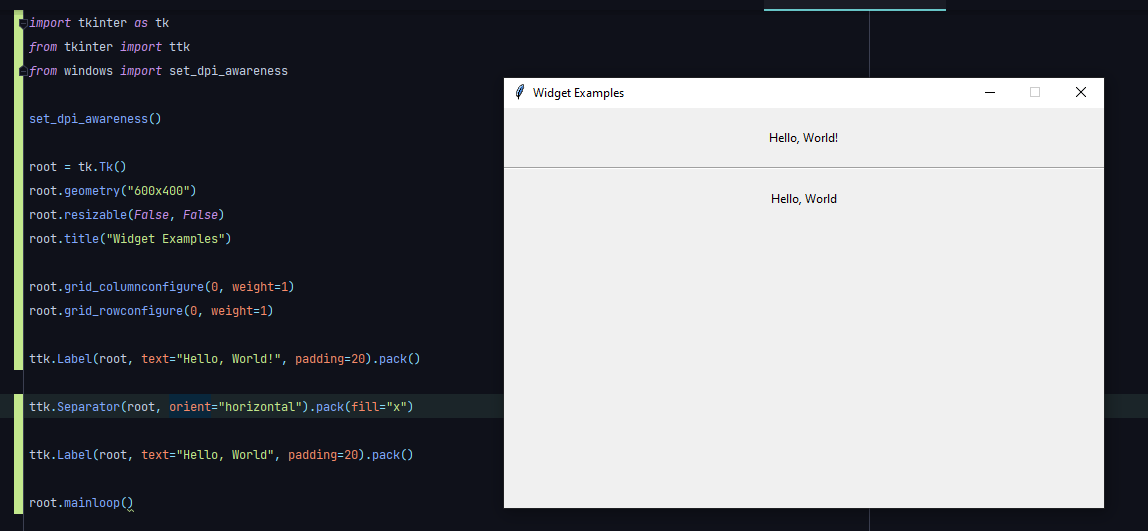 import tkinter as tk
from tkinter import ttk
from windows import set_dpi_awareness
set_dpi_awareness()
root = tk.Tk()
root.geometry("600x400")
root.resizable(False, False)
root.title("Widget Examples")
root.grid_columnconfigure(0, weight=1)
root.grid_rowconfigure(0, weight=1)
ttk.Label(root, text="Hello, World!", padding=20).pack()
ttk.Separator(root, orient="horizontal").pack(fill="x")
ttk.Label(root, text="Hello, World", padding=20).pack()
root.mainloop()
Widget Examples
Hello, World!
Hello, World